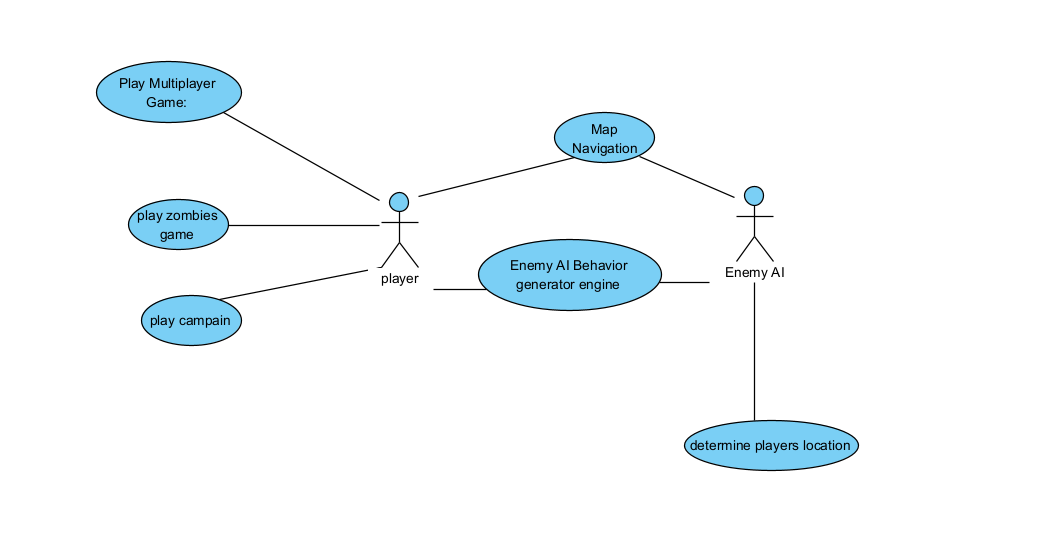 Play Multiplayer
Game:
Map
Navigation
play zombies
game
player
Enemy AI Behavior
generator engine
Enemy AI
play campain
determine players location